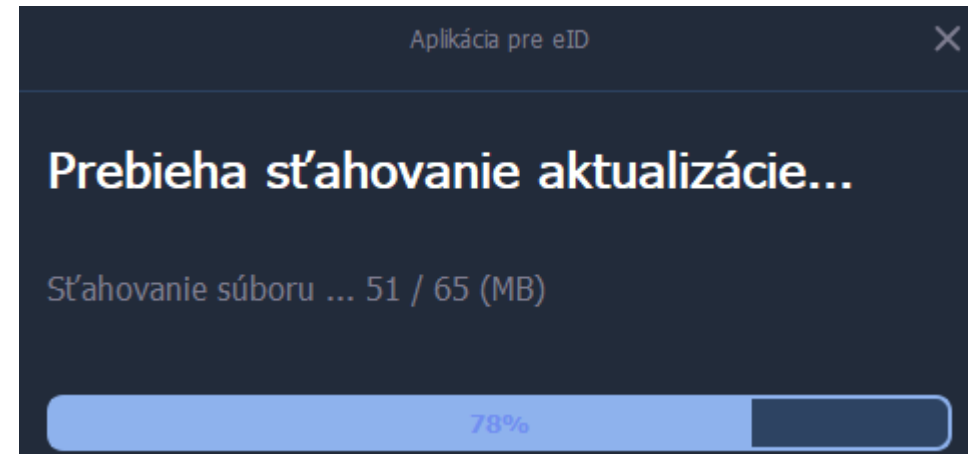 Aplikácia pre eID
Prebieha sťahovanie aktualizácie...
Sťahovanie súboru ... 51 / 65 (MB)
78%